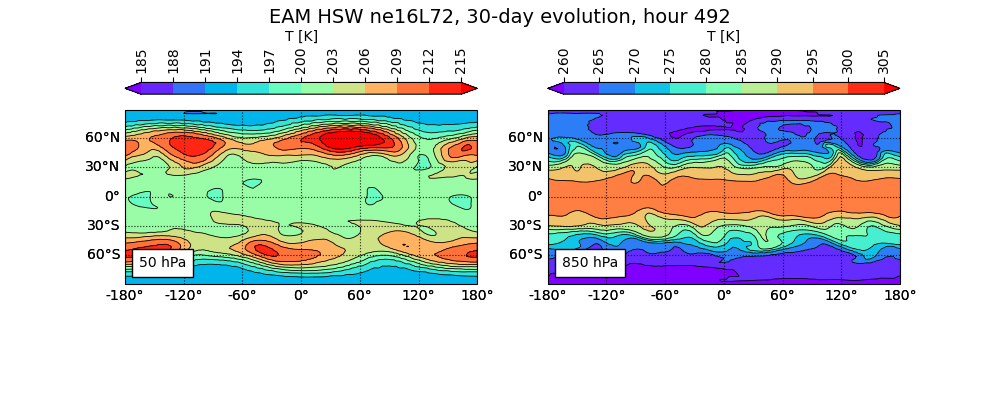 EAM HSW ne16L72, 30-day evolution, hour 492
T [K]
185 188 191 194 197 200 203 206 209 212 215
60°N
30°N
0°
30°S
60°S
50 hPa
-180° -120° -60° 0° 60° 120° 180°
T [K]
260 265 270 275 280 285 290 295 300 305
60°N
30°N
0°
30°S
60°S
850 hPa
-180° -120° -60° 0° 60° 120° 180°